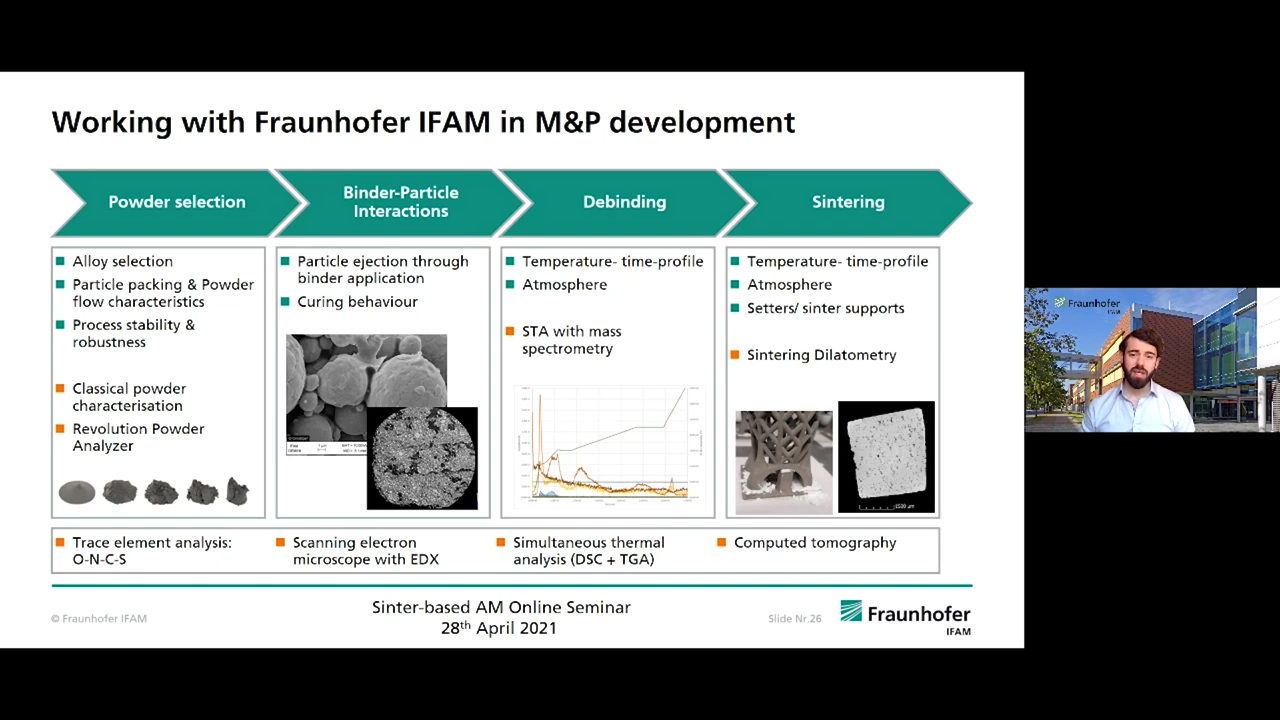 Working with Fraunhofer IFAM in M&P development
Powder selection
Binder-Particle
Interactions
Debinding
Sintering
Alloy selection
Particle packing & Powder
flow characteristics
Process stability &
robustness
Classical powder
characterisation
Revolution Powder
Analyzer
Particle ejection through
binder application
Curing behaviour
Temperature- time-profile
Atmosphere
STA with mass
spectrometry
Temperature- time-profile
Atmosphere
Setters/ sinter supports
Sintering Dilatometry
Trace element analysis:
O-N-C-S
Scanning electron
microscope with EDX
Simultaneous thermal
analysis (DSC + TGA)
Computed tomography
© Fraunhofer IFAM
Sinter-based AM Online Seminar
28th April 2021
Slide Nr.26
Fraunhofer
IFAM
Fraunhofer
IFAM